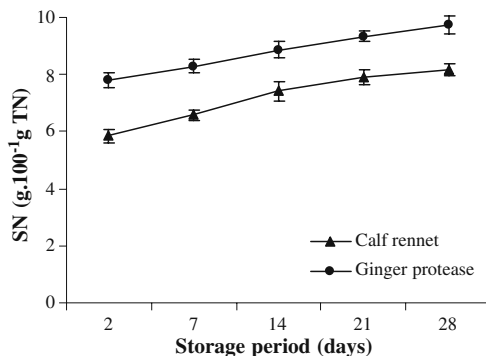 10
8
6
4
2
0
SN (g.100⁻¹g TN)
Calf rennet
Ginger protease
2 7 14 21 28
Storage period (days)